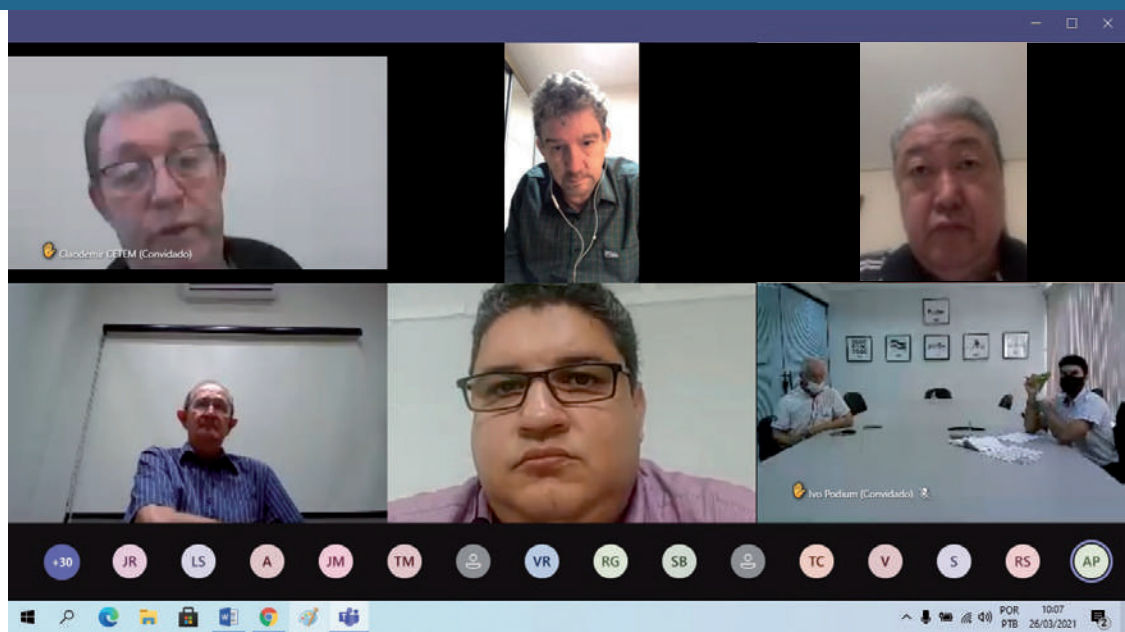 Claodemir CETEM (Convidado)
Ivo Podium (Convidado)
+30
JR
LS
A
JM
TM
VR
RG
SB
TC
V
S
RS
AP
POR
PTB
10:07
26/03/2021
2